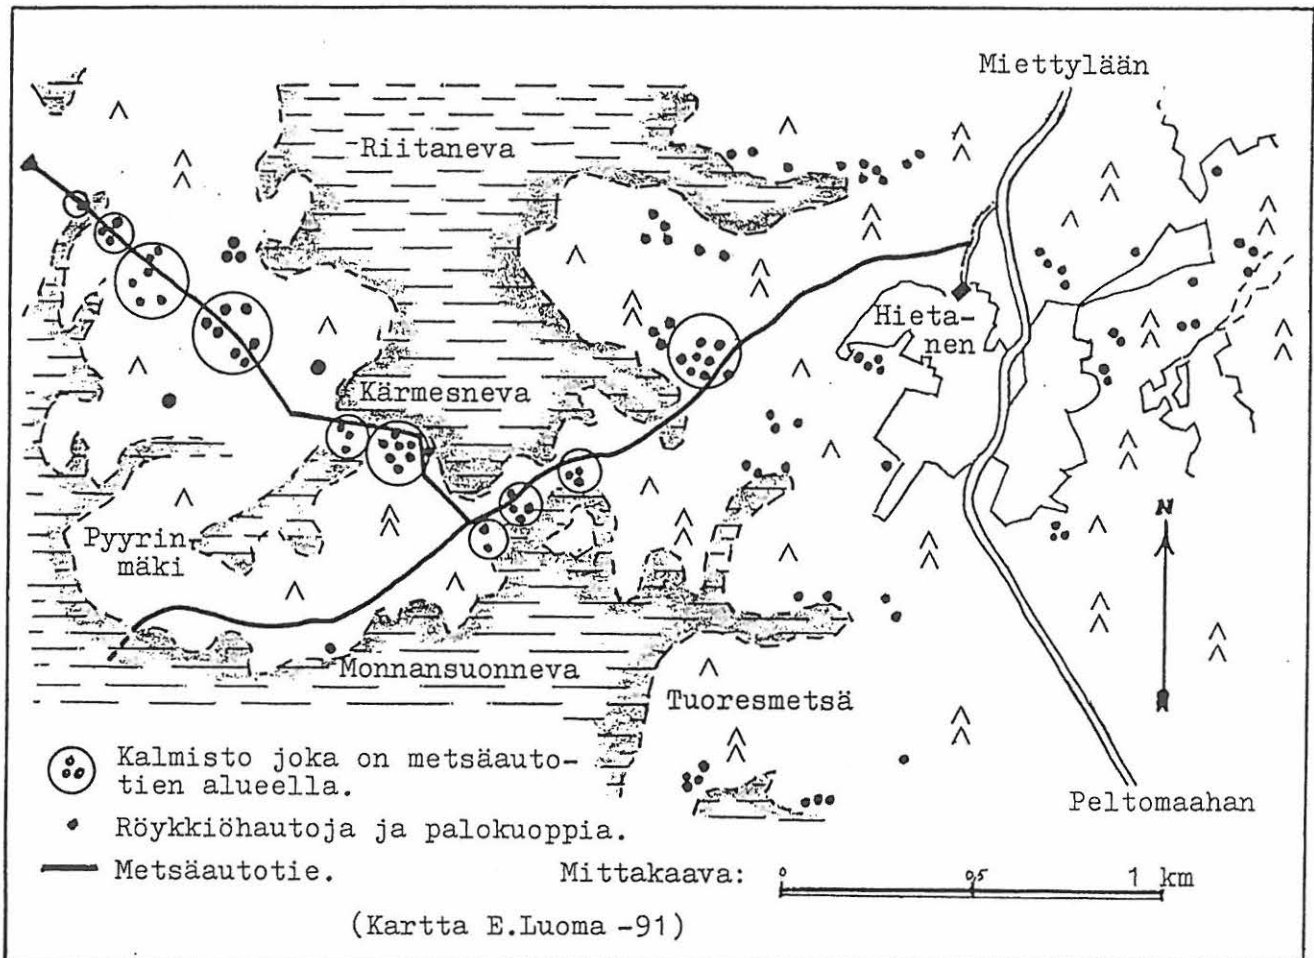 Miettylään
Riitaneva
Hieta-
nen
Kärmesneva
N
Pyyrin-
mäki
Monnansuonneva
Tuoresmetsä
Kalmisto joka on metsäauto-
tien alueella.
Peltomaahan
Röykkiöhautoja ja palokuoppia.
Metsäautotie.
Mittakaava:
0
0,5
1 km
(Kartta E.Luoma -91)